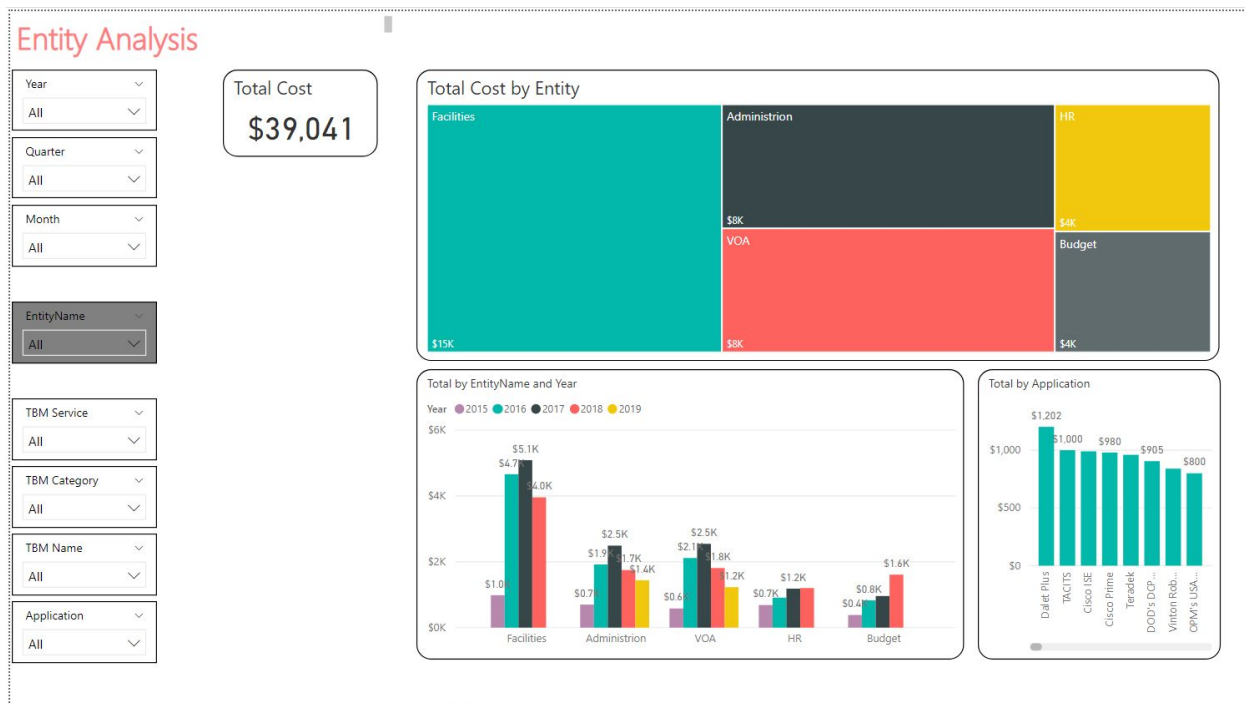 Entity Analysis
Year
All
Quarter
All
Month
All
EntityName
All
TBM Service
All
TBM Category
All
TBM Name
All
Application
All
Total Cost
$39,041
Total Cost by Entity
Facilities
$15K
Administrion
$8K
VOA
$8K
HR
$4K
Budget
$4K
Total by EntityName and Year
Year 2015 2016 2017 2018 2019
$6K
$4K
$2K
$0K
$1.0K $4.7K $5.1K $4.0K
$0.7K $1.9K $2.5K $1.7K $1.4K
$0.6K $2.1K $2.5K $1.8K $1.2K
$0.7K $1.2K
$0.4K $0.8K $1.6K
Facilities Administrion VOA HR Budget
Total by Application
$1,000
$500
$0
$1,202 $1,000 $980 $905 $800
Dalet Plus
TACITS
Cisco ISE
Cisco Prime
Teradek
DOD's DCP...
Vinton Rob...
OPM's USA...